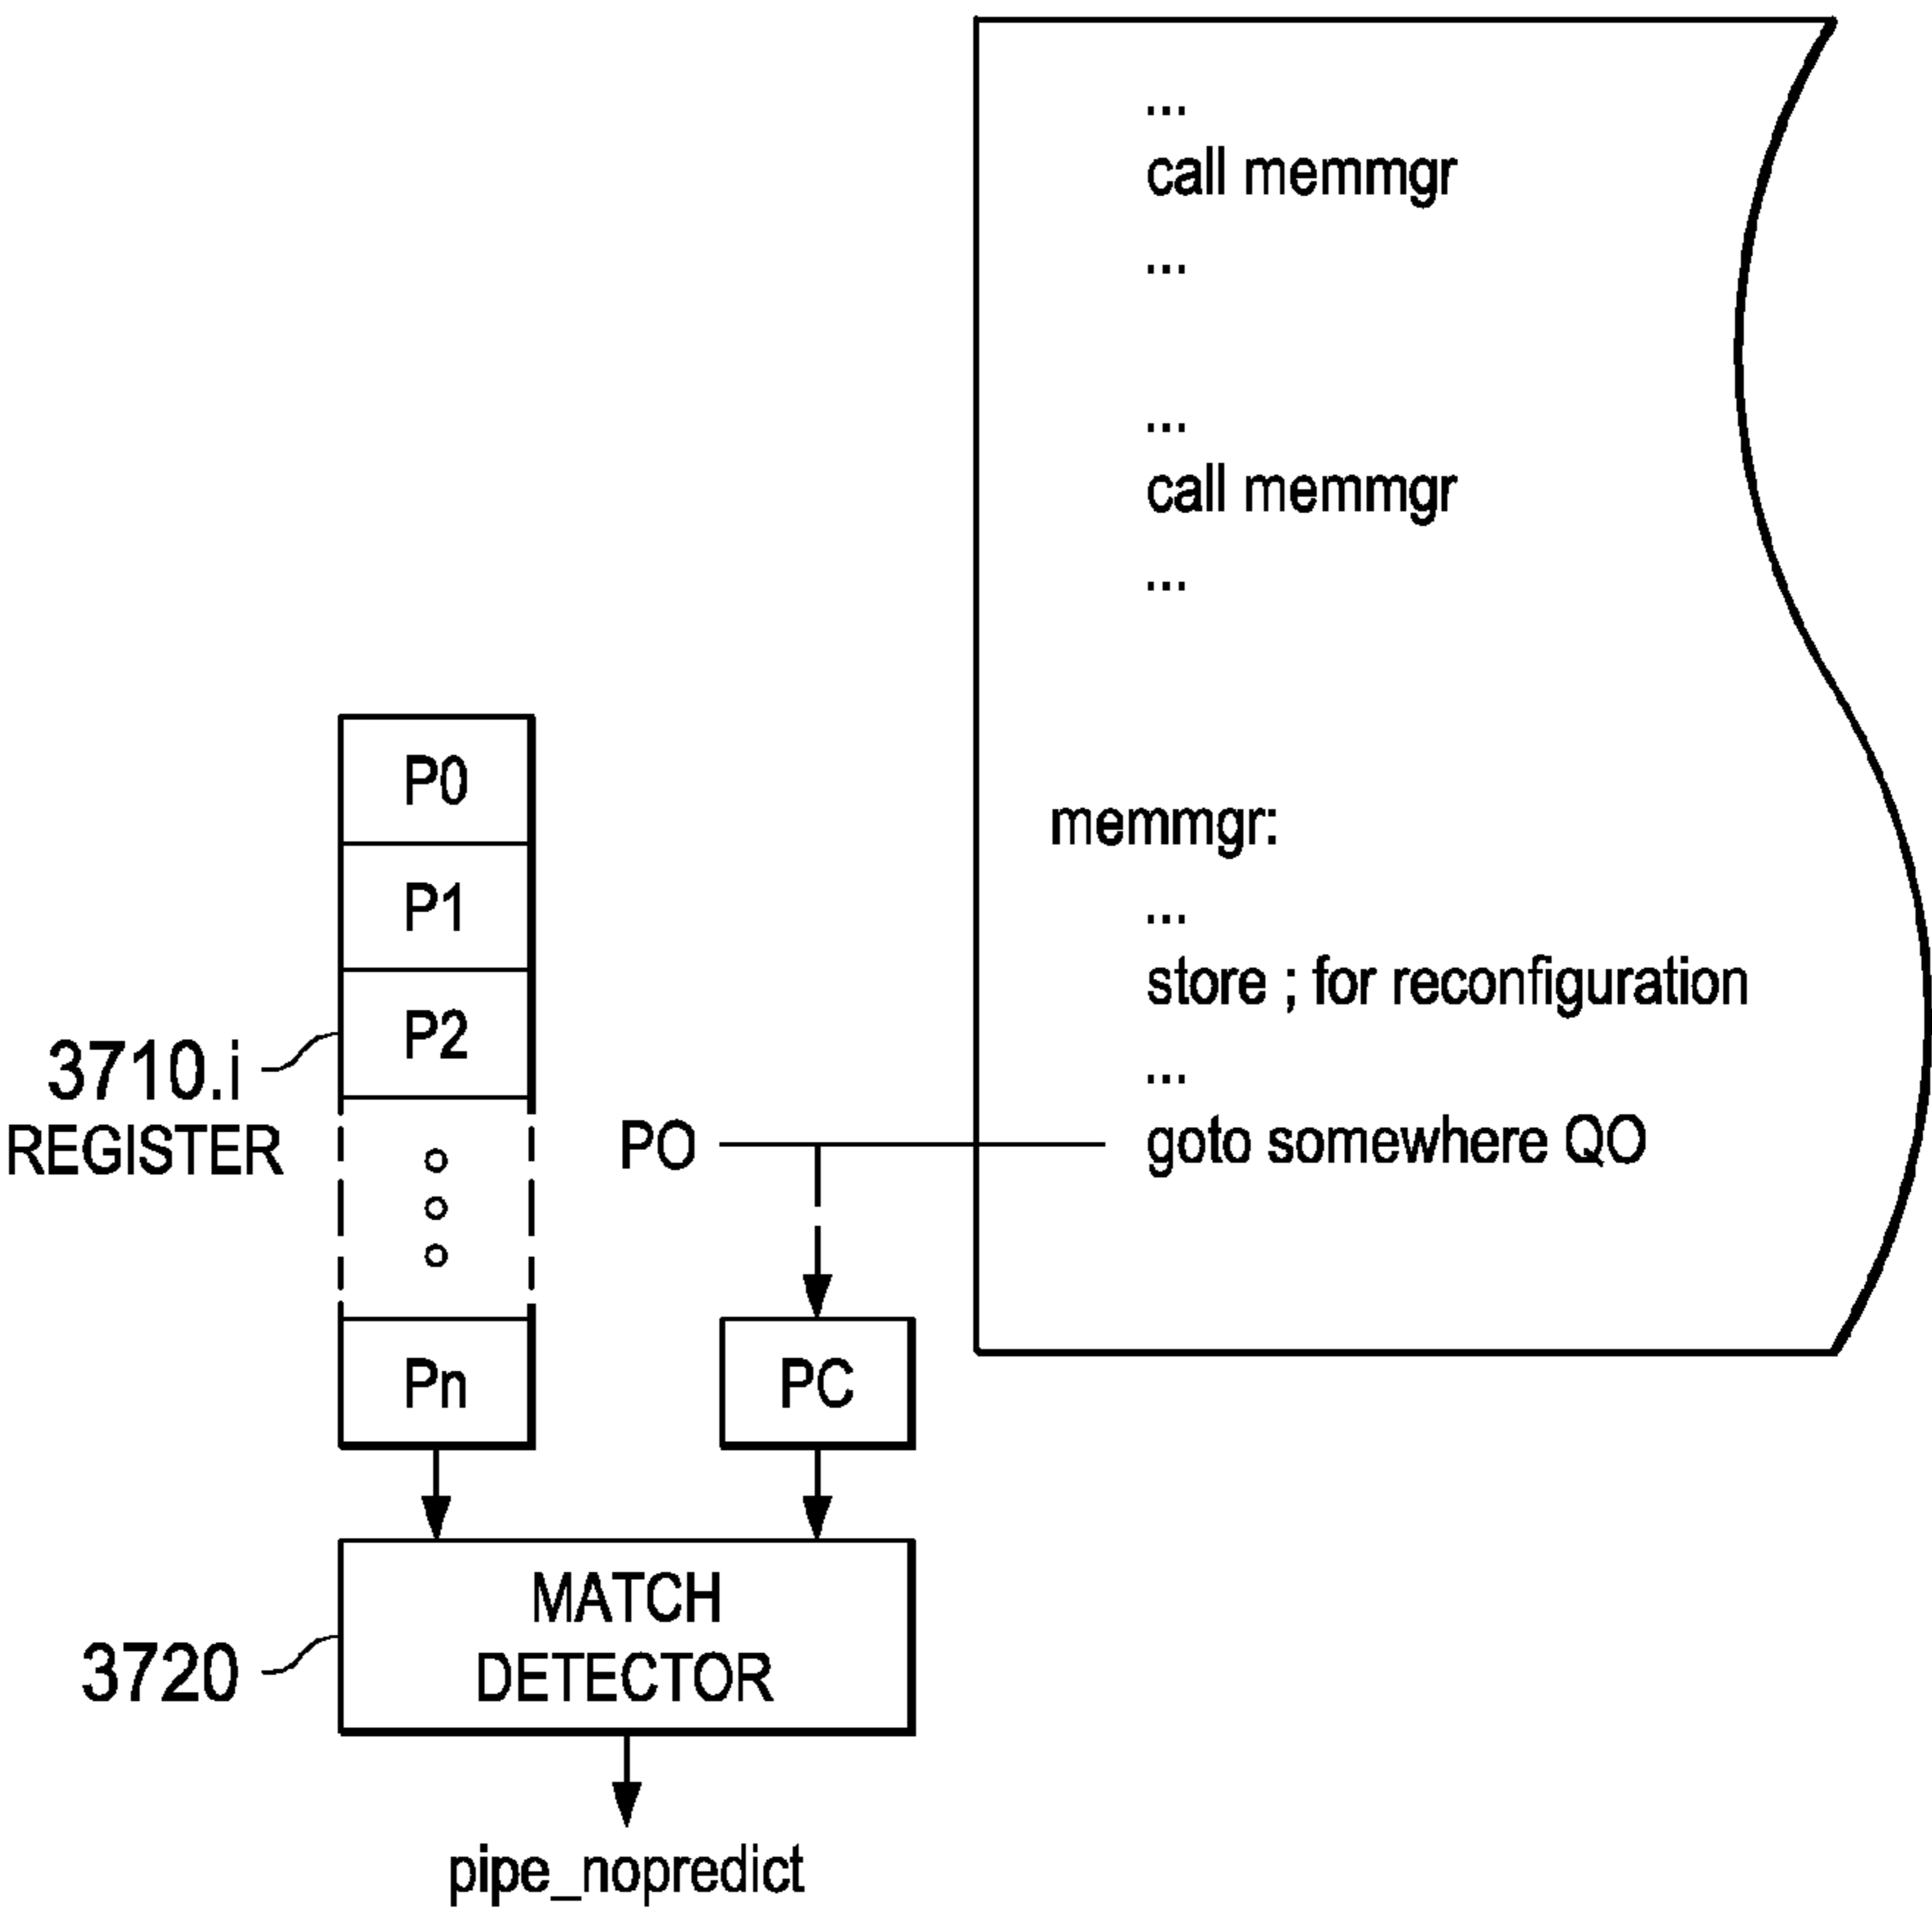 ...
call memmgr
...
...
call memmgr
...
memmgr:
...
store ; for reconfiguration
...
goto somewhere QO
P0
P1
P2
3710.i
REGISTER
PO
Pn
PC
MATCH
DETECTOR
3720
pipe_nopredict